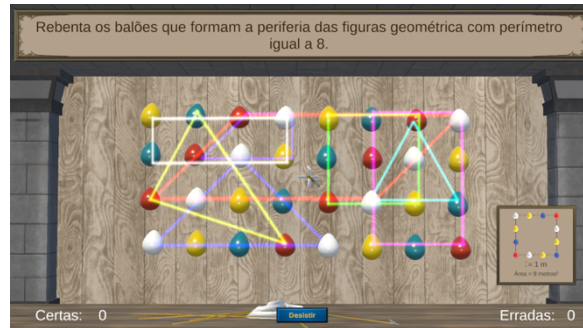 Rebenta os balões que formam a periferia das figuras geométrica com perímetro
igual a 8.
= 1 m
Área = 9 metros²
Certas: 0
Desistir
Erradas: 0